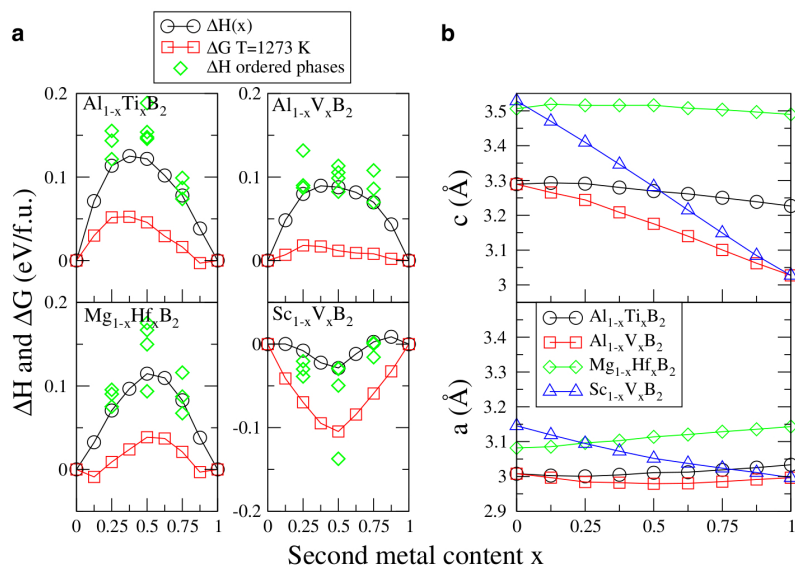 a
ΔH(x)
ΔG T=1273 K
ΔH ordered phases
b
ΔH and ΔG (eV/f.u.)
0.2
0.1
0
Al₁₋ₓTiₓB₂
Al₁₋ₓVₓB₂
0.2
0.1
0
Mg₁₋ₓHfₓB₂
0 0.25 0.5 0.75
Sc₁₋ₓVₓB₂
0
-0.1
-0.2
0 0.25 0.5 0.75 1
c (Å)
3.5
3.4
3.3
3.2
3.1
3
a (Å)
3.4
3.3
3.2
3.1
3
2.9
Al₁₋ₓTiₓB₂
Al₁₋ₓVₓB₂
Mg₁₋ₓHfₓB₂
Sc₁₋ₓVₓB₂
0 0.25 0.5 0.75 1
Second metal content x